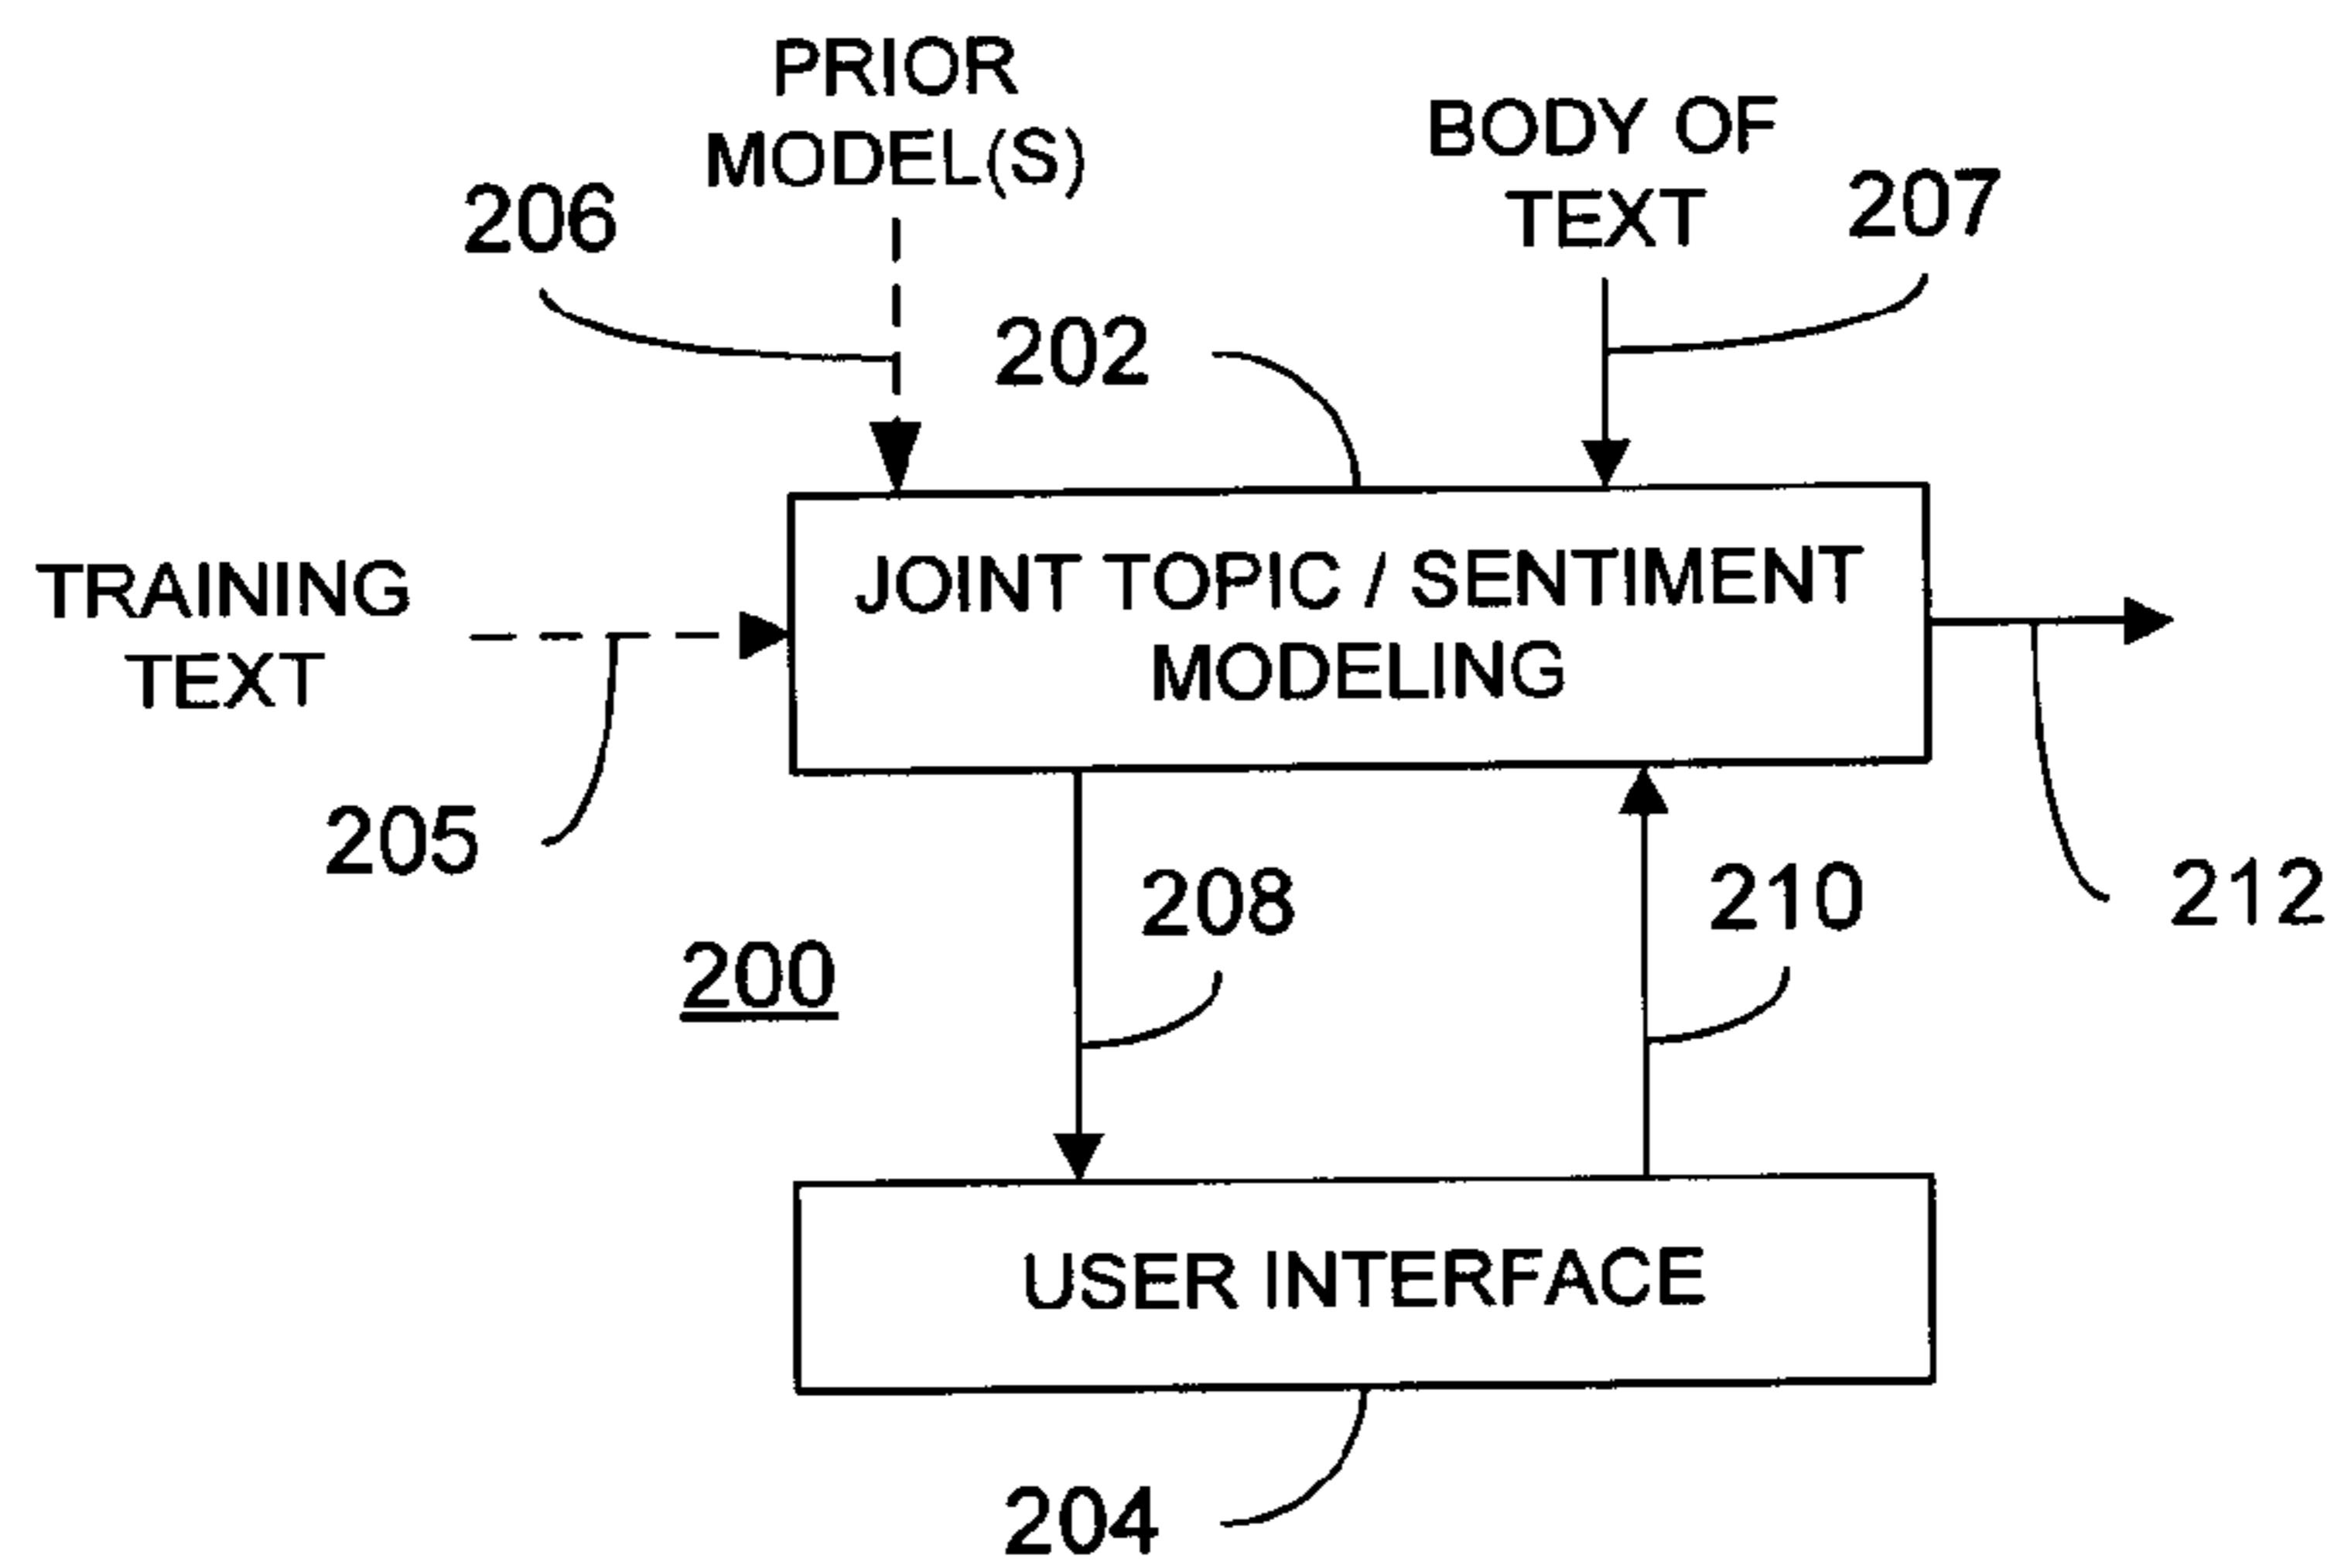 PRIOR
MODEL(S)
BODY OF
TEXT
206
207
202
TRAINING
TEXT
JOINT TOPIC / SENTIMENT
MODELING
205
208
210
212
200
USER INTERFACE
204